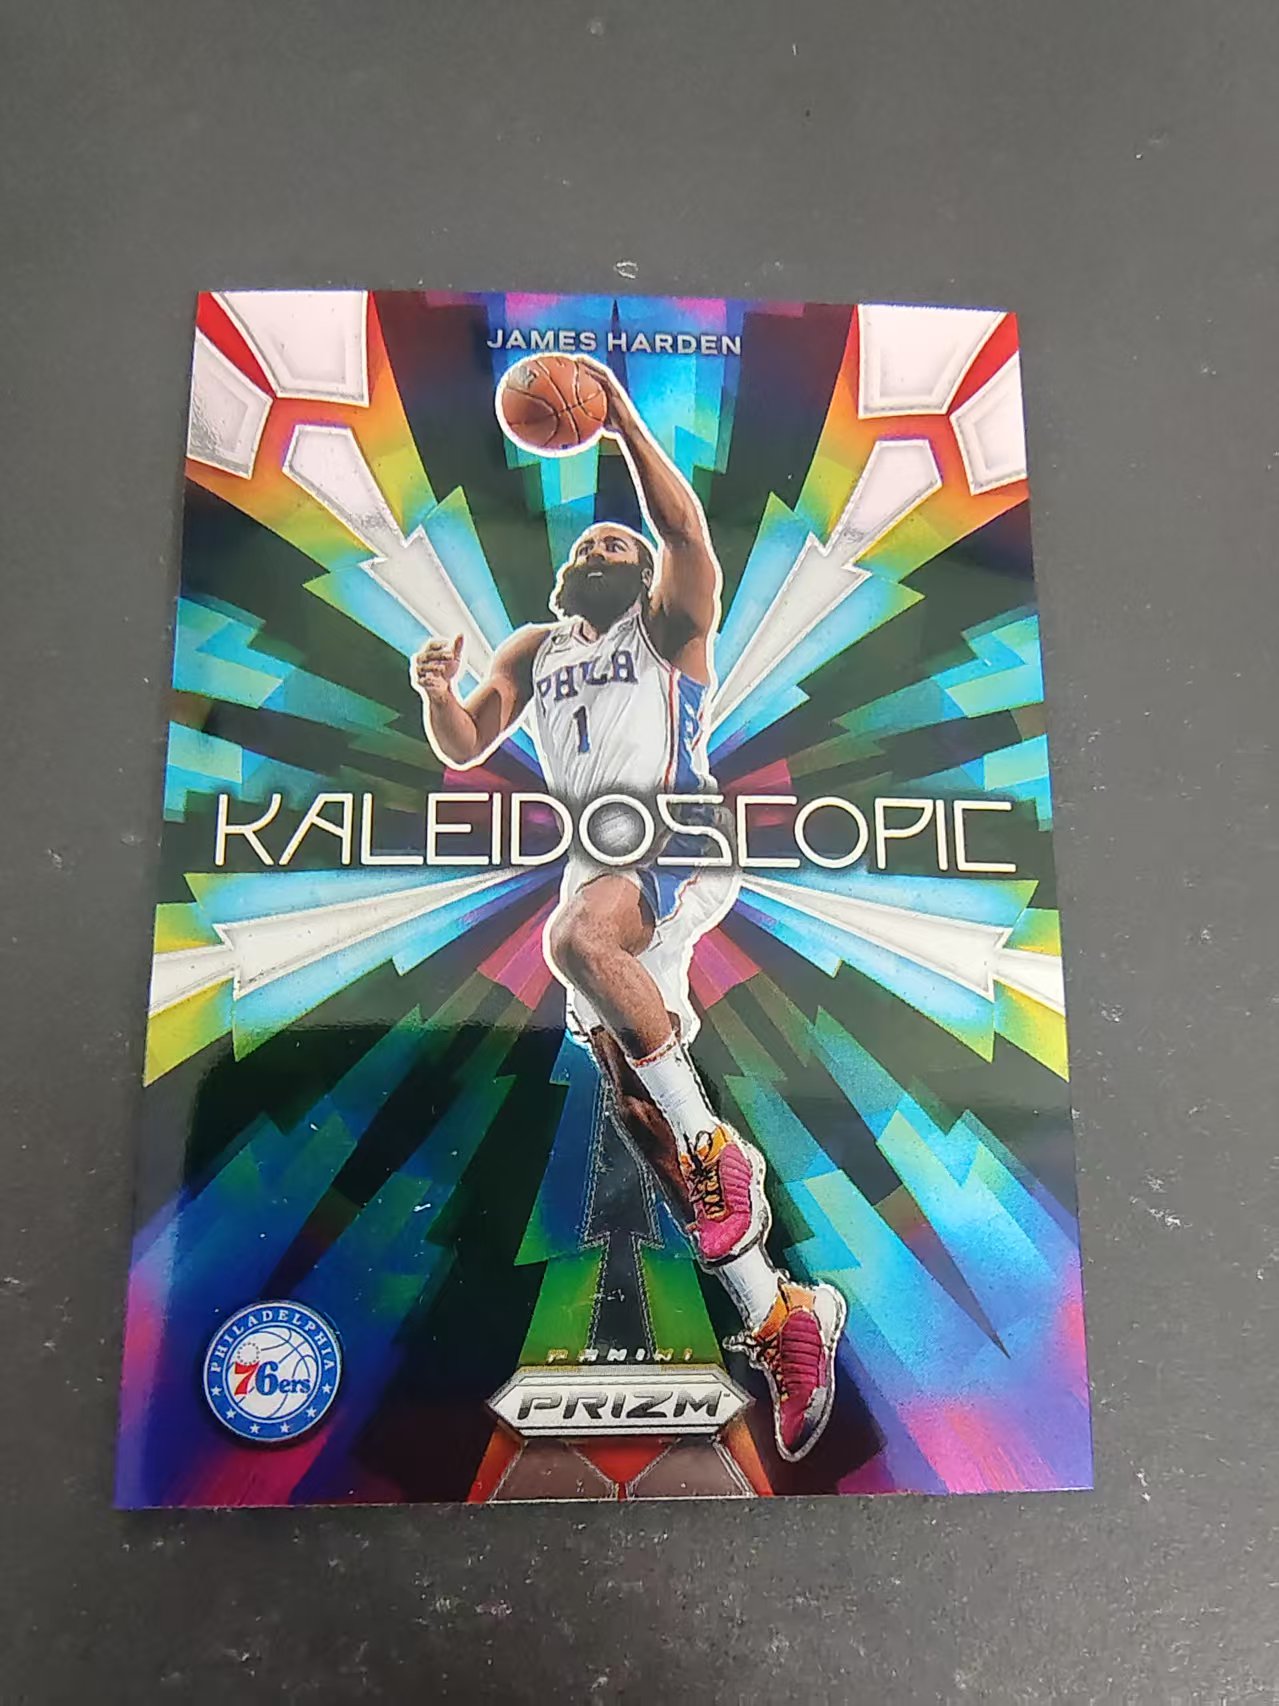 JAMES HARDEN
PHILA
1
KALEIDOSCOPIC
PHILADELPHIA
76ers
PANINI
PRIZM